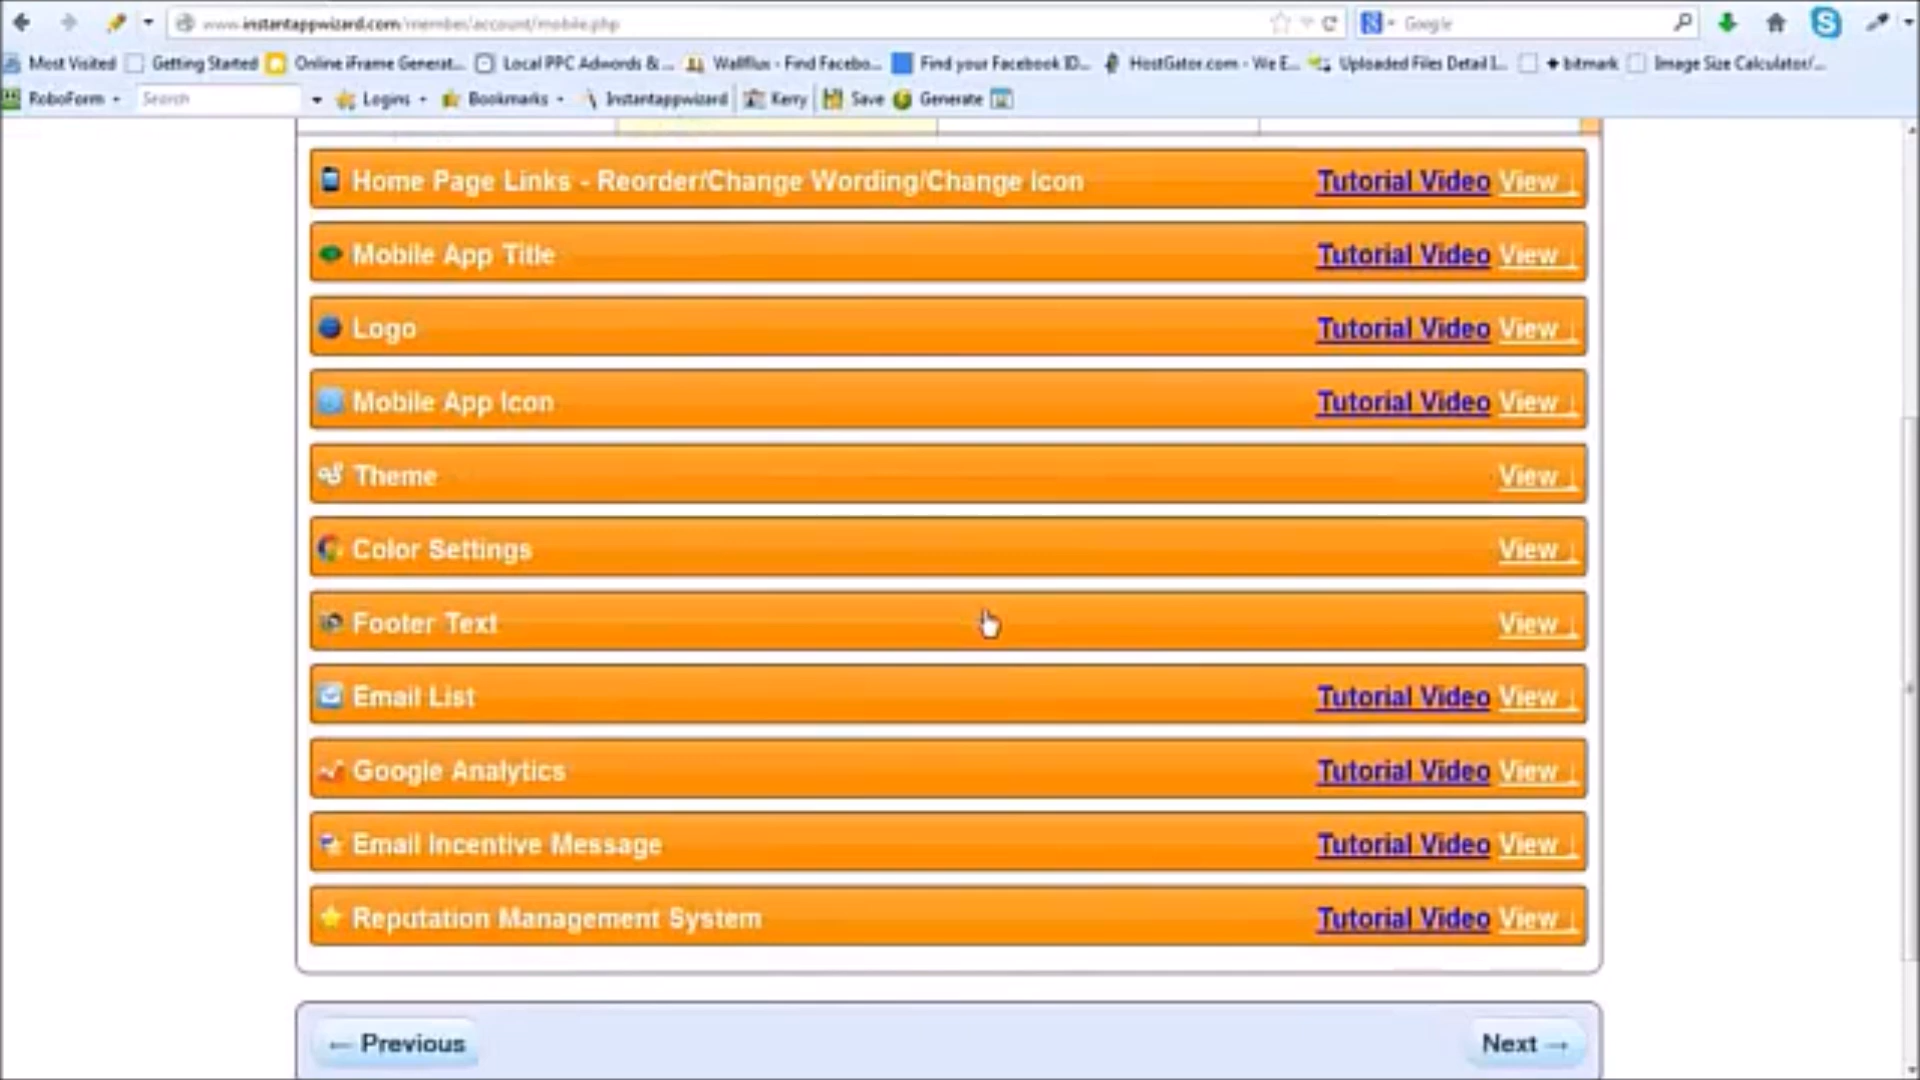 www.instantappwizard.com/member/account/mobile.php
Google
Most Visited Getting Started Online iFrame Generat... Local PPC Adwords & ... Wallflux - Find Facebo... Find your Facebook ID... HostGator.com - We E... Uploaded Files Detail I... bitmark Image Size Calculator/...
RoboForm Search Logins Bookmarks Instantappwizard Kerry Save Generate
Home Page Links - Reorder/Change Wording/Change Icon Tutorial Video View ↓
Mobile App Title Tutorial Video View ↓
Logo Tutorial Video View ↓
Mobile App Icon Tutorial Video View ↓
Theme View ↓
Color Settings View ↓
Footer Text View ↓
Email List Tutorial Video View ↓
Google Analytics Tutorial Video View ↓
Email Incentive Message Tutorial Video View ↓
Reputation Management System Tutorial Video View ↓
← Previous Next →